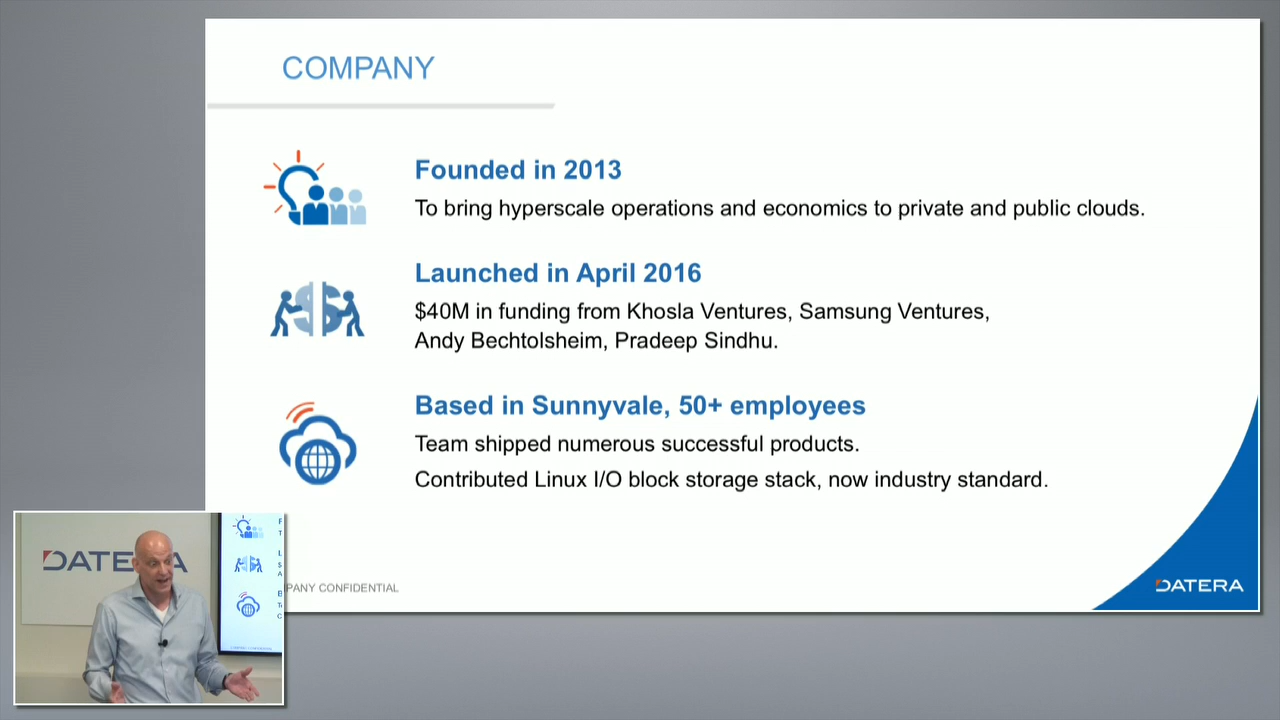 COMPANY
Founded in 2013
To bring hyperscale operations and economics to private and public clouds.
Launched in April 2016
$40M in funding from Khosla Ventures, Samsung Ventures,
Andy Bechtolsheim, Pradeep Sindhu.
Based in Sunnyvale, 50+ employees
Team shipped numerous successful products.
Contributed Linux I/O block storage stack, now industry standard.
PANY CONFIDENTIAL
DATERA
DATE A